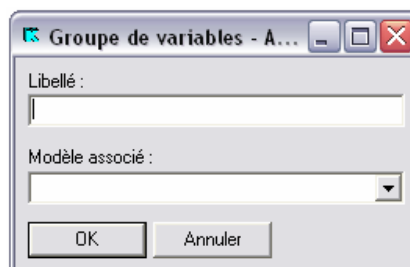 Groupe de variables - A...
Libellé :
Modèle associé :
OK
Annuler